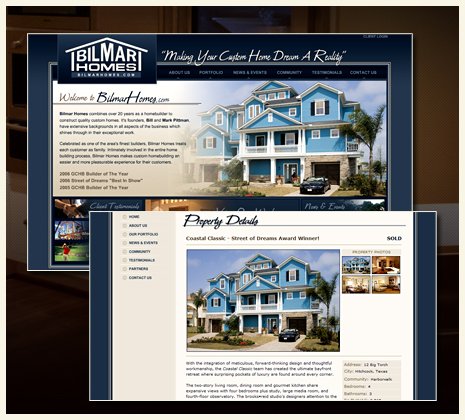 CLIENT LOGIN
BILMAR
HOMES
BILMARHOMES.COM
"Making Your Custom Home Dream A Reality"
ABOUT US PORTFOLIO NEWS & EVENTS COMMUNITY TESTIMONIALS CONTACT US
Welcome to BilmarHomes.com
Bilmar Homes combines over 20 years as a homebuilder to
construct quality custom homes. It's founders, Bill and Mark Pittman
have extensive backgrounds in all aspects of the business which
shines through in their exceptional work.
Celebrated as one of the area's finest builders, Bilmar Homes treats
each customer as family. Intimately involved in the entire home
building process, Bilmar Homes makes custom homebuilding an
easier and more pleasurable experience for their customers.
2006 GCHB Builder of The Year
2006 Street of Dreams "Best In Show"
2005 GCHB Builder of The Year
Client Testimonials
News & Events
HOME
ABOUT US
OUR PORTFOLIO
NEWS & EVENTS
COMMUNITY
TESTIMONIALS
PARTNERS
CONTACT US
Property Details
Coastal Classic - Street of Dreams Award Winner! SOLD
PROPERTY PHOTOS
With the integration of meticulous, forward-thinking design and thoughtful
workmanship, the Coastal Classic team has created the ultimate bayfront
retreat where surprising pockets of luxury are found around every corner.
The two-story living room, dining room and gourmet kitchen share
expansive views with four bedrooms plus study, large media room, and
fourth-floor observatory. The
studio's designers attention to the
Address: 12 Big Torch
City: Hitchcock, Texas
Community: Harborwalk
Bedrooms: 4
Bathrooms: 3